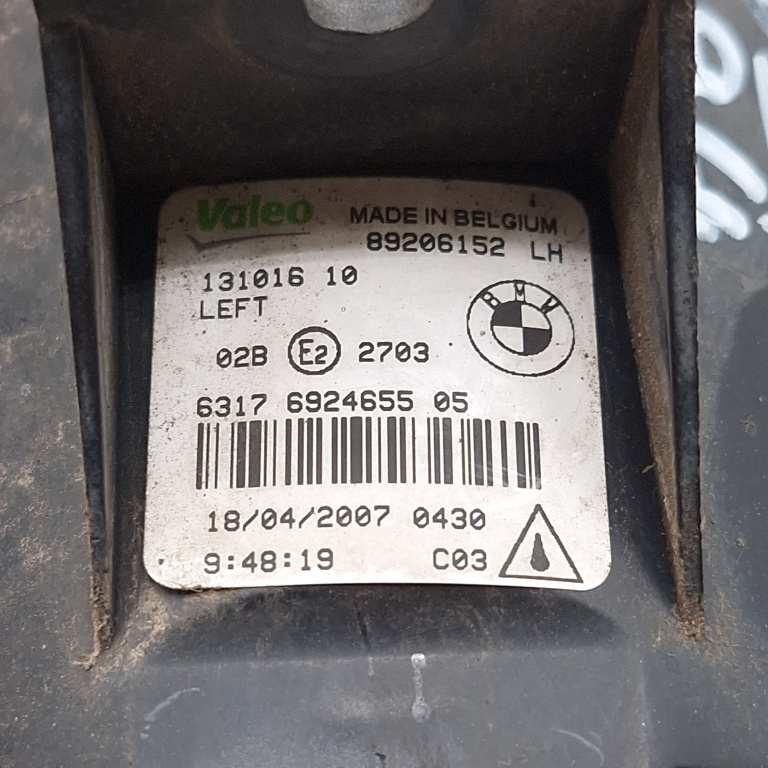 Valeo MADE IN BELGIUM
89206152 LH
131016 10
LEFT
BMW
02B E2 2703
6317 6924655 05
18/04/2007 0430
9:48:19 C03